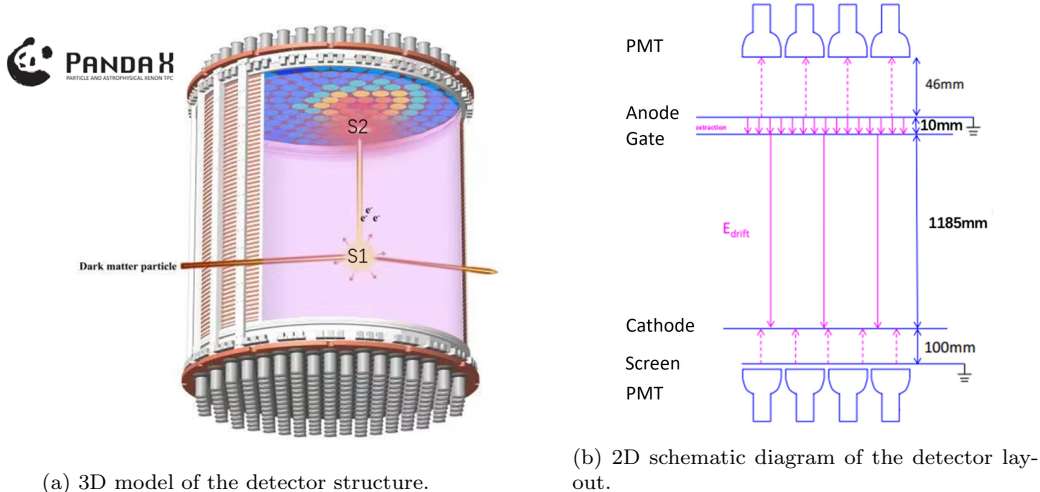 PANDA X
PARTICLE AND ASTROPHYSICAL XENON TPC
S2
e-
e- e-
S1
Dark matter particle
(a) 3D model of the detector structure.
PMT
46mm
Anode
extraction
10mm
Gate
Edrift
1185mm
Cathode
100mm
Screen
PMT
(b) 2D schematic diagram of the detector lay-
out.